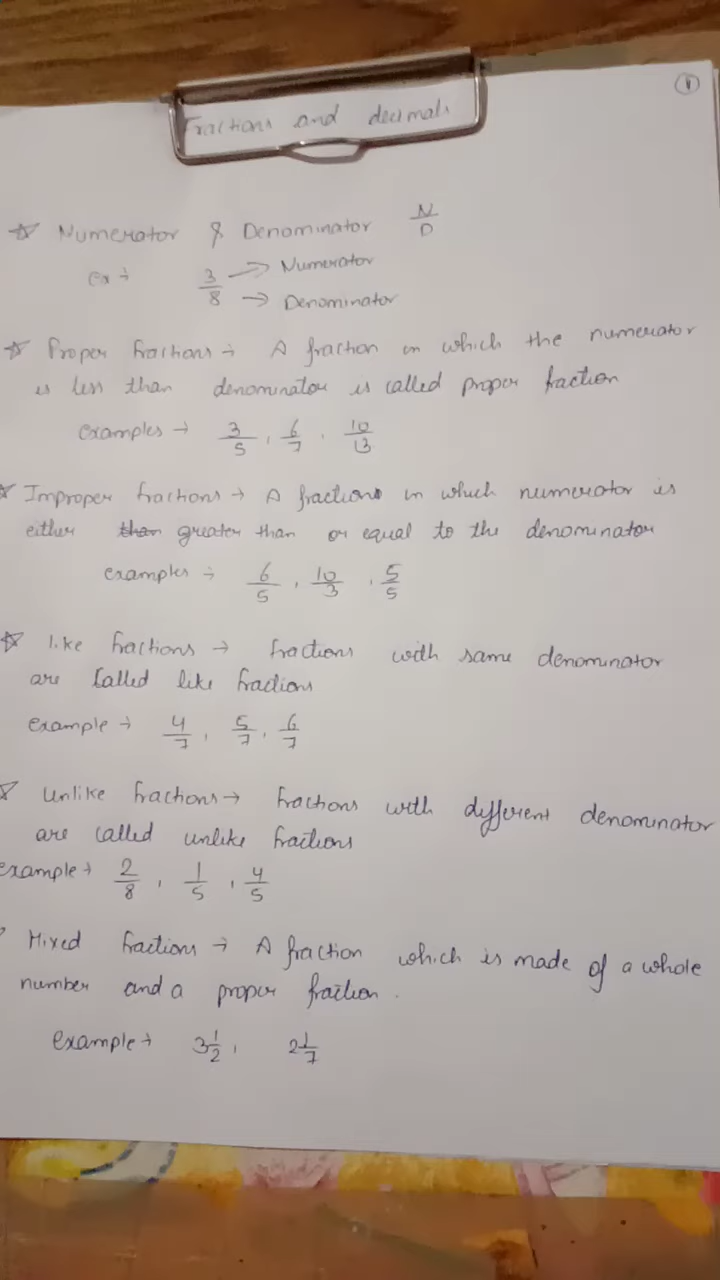 1
Fractions and decimals
☆ Numerator & Denominator N/D
ex → 3/8 → Numerator
→ Denominator
☆ Proper fractions → A fraction in which the numerator
is less than denominator is called proper fraction
examples → 3/5, 6/7, 10/13
☆ Improper fractions → A fractions in which numerator is
either than greater than or equal to the denominator
examples → 6/5, 10/3, 5/5
☆ like fractions → fractions with same denominator
are called like fractions
example → 4/7, 5/7, 6/7
☆ Unlike fractions → fractions with different denominator
are called unlike fractions
example → 2/8, 1/5, 4/5
Mixed fractions → A fraction which is made of a whole
number and a proper fraction.
example → 3 1/2, 2 1/7